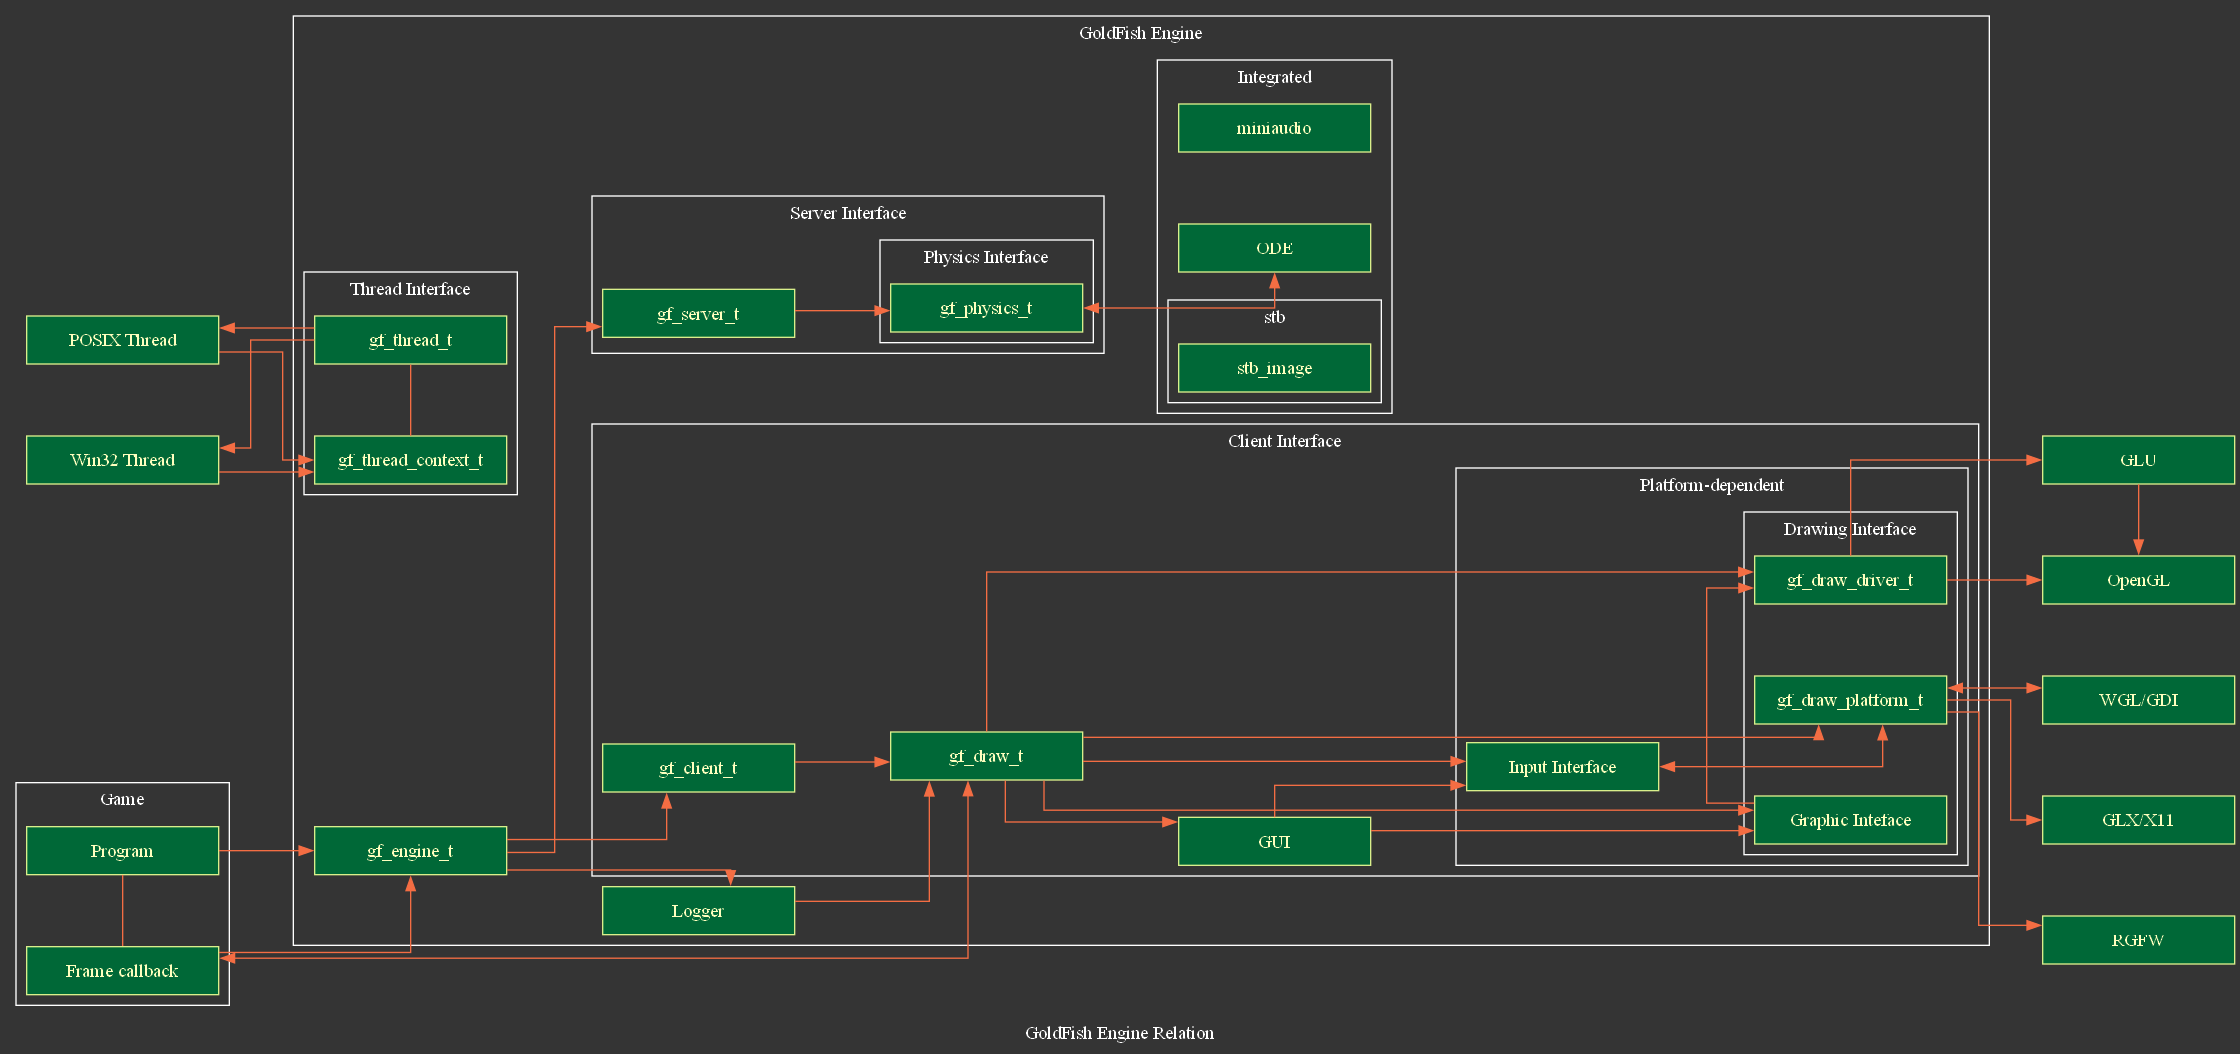 GoldFish Engine
Integrated
miniaudio
Server Interface
ODE
Physics Interface
Thread Interface
gf_server_t
gf_physics_t
stb
POSIX Thread
gf_thread_t
stb_image
Client Interface
Win32 Thread
gf_thread_context_t
GLU
Platform-dependent
Drawing Interface
gf_draw_driver_t
OpenGL
gf_draw_platform_t
WGL/GDI
gf_client_t
gf_draw_t
Input Interface
Game
Program
gf_engine_t
GUI
Graphic Inteface
GLX/X11
Logger
RGFW
Frame callback
GoldFish Engine Relation